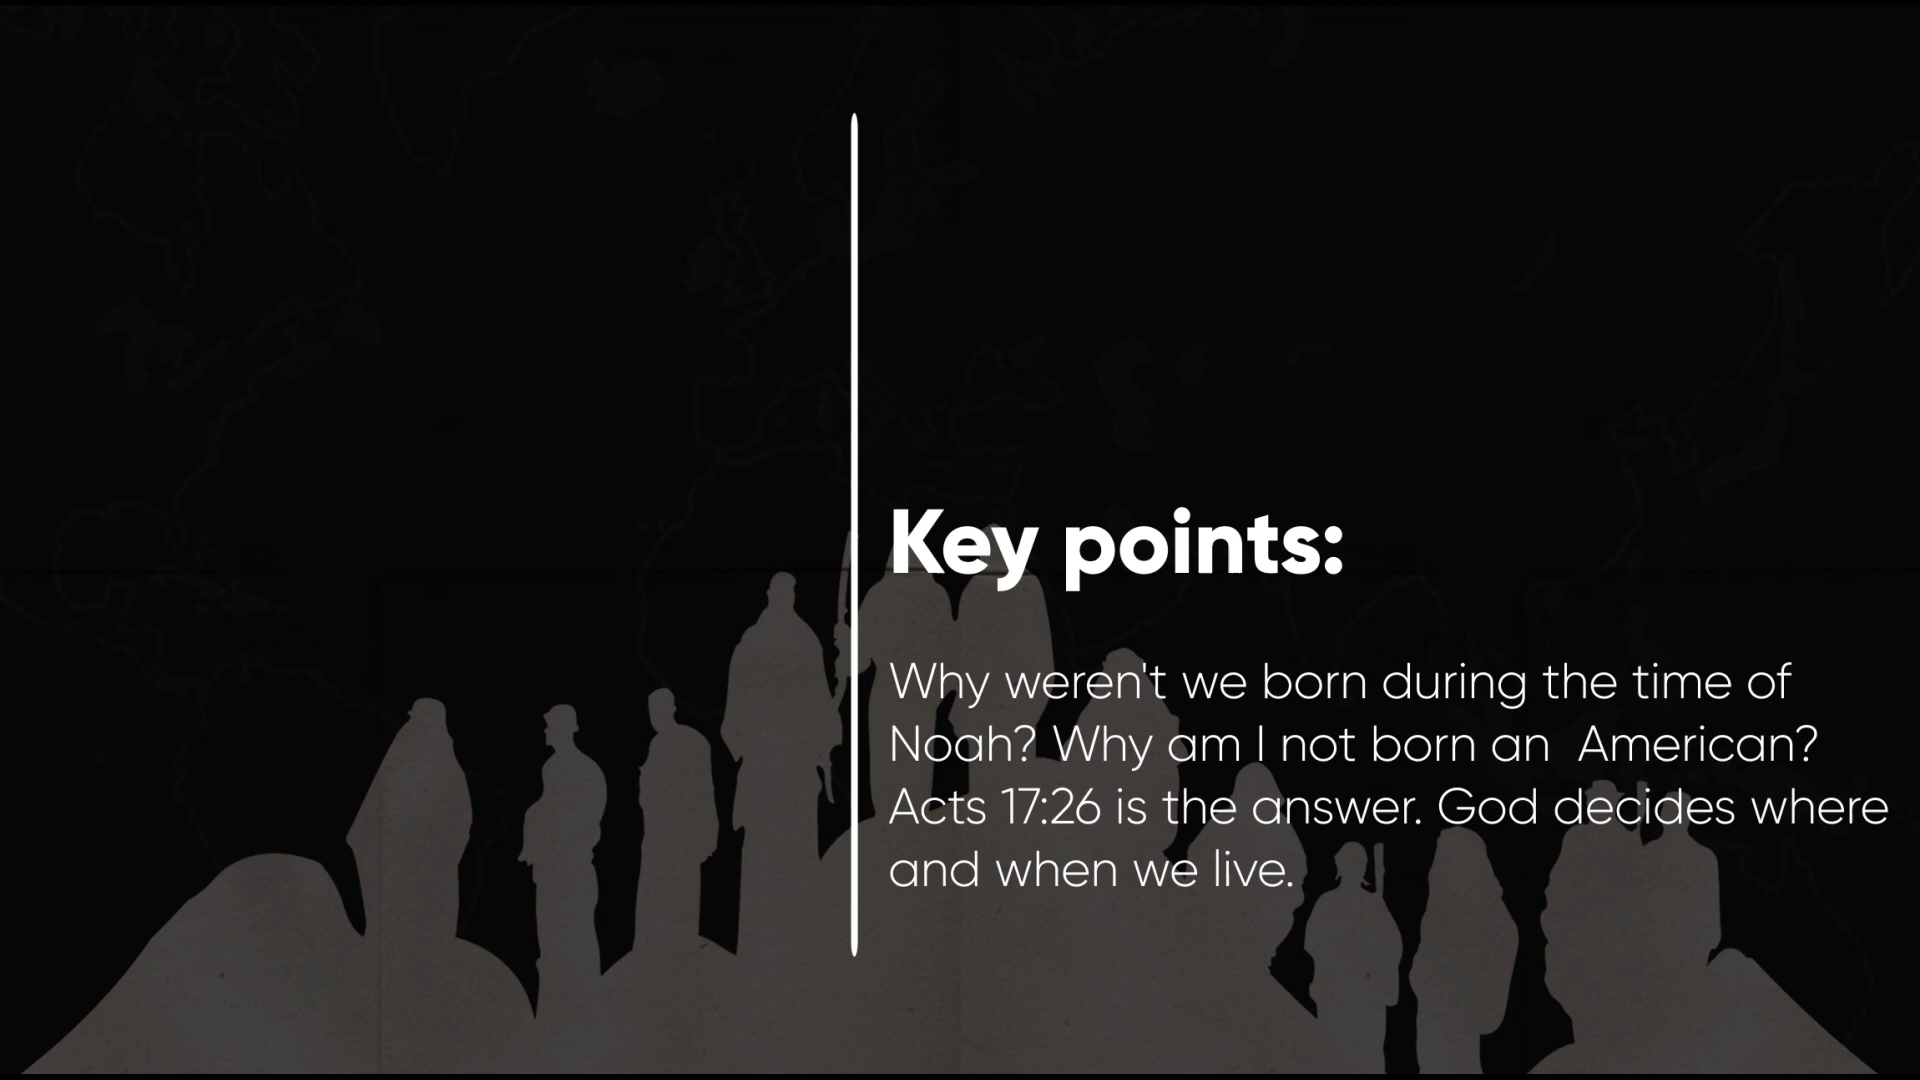 Key points:
Why weren't we born during the time of
Noah? Why am I not born an  American?
Acts 17:26 is the answer. God decides where
and when we live.